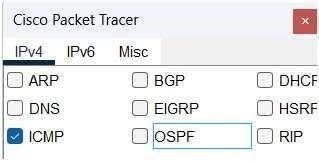 Cisco Packet Tracer
IPv4 IPv6 Misc
ARP BGP DHCP
DNS EIGRP HSRP
ICMP OSPF RIP